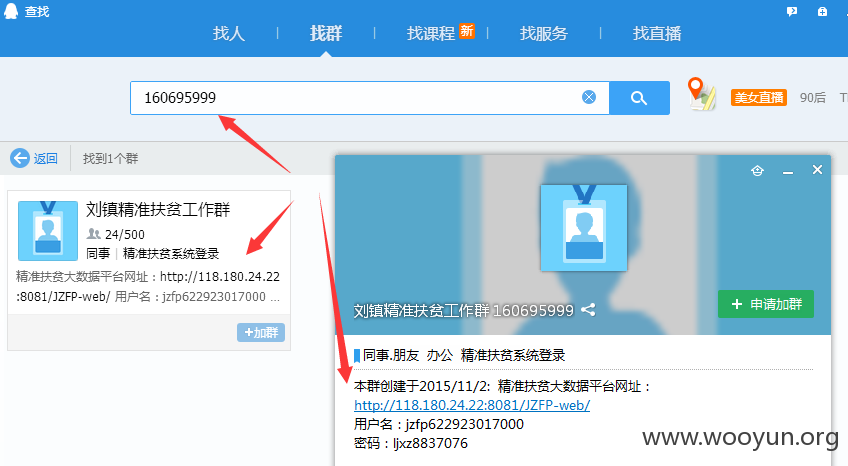 查找
找人
找群
找课程 新
找服务
找直播
160695999
美女直播 90后
返回 找到1个群
刘镇精准扶贫工作群
24/500
同事 | 精准扶贫系统登录
精准扶贫大数据平台网址：http://118.180.24.22
:8081/JZFP-web/ 用户名：jzfp622923017000 ...
+加群
刘镇精准扶贫工作群 160695999
+ 申请加群
同事.朋友 办公 精准扶贫系统登录
本群创建于2015/11/2: 精准扶贫大数据平台网址：
http://118.180.24.22:8081/JZFP-web/
用户名：jzfp622923017000
密码：ljxz8837076
www.wooyun.org